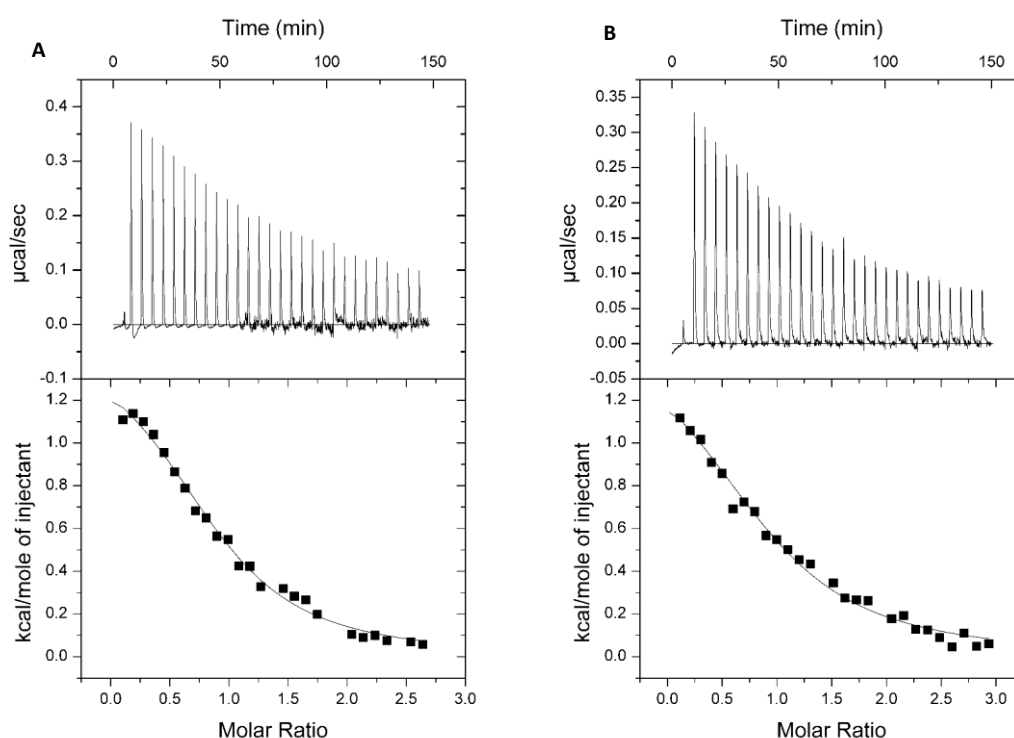 A
Time (min)
0 50 100 150
µcal/sec
0.4
0.3
0.2
0.1
0.0
-0.1
kcal/mole of injectant
1.2
1.0
0.8
0.6
0.4
0.2
0.0
0.0 0.5 1.0 1.5 2.0 2.5 3.0
Molar Ratio
B
Time (min)
0 50 100 150
µcal/sec
0.35
0.30
0.25
0.20
0.15
0.10
0.05
0.00
-0.05
kcal/mole of injectant
1.2
1.0
0.8
0.6
0.4
0.2
0.0
0.0 0.5 1.0 1.5 2.0 2.5 3.0
Molar Ratio